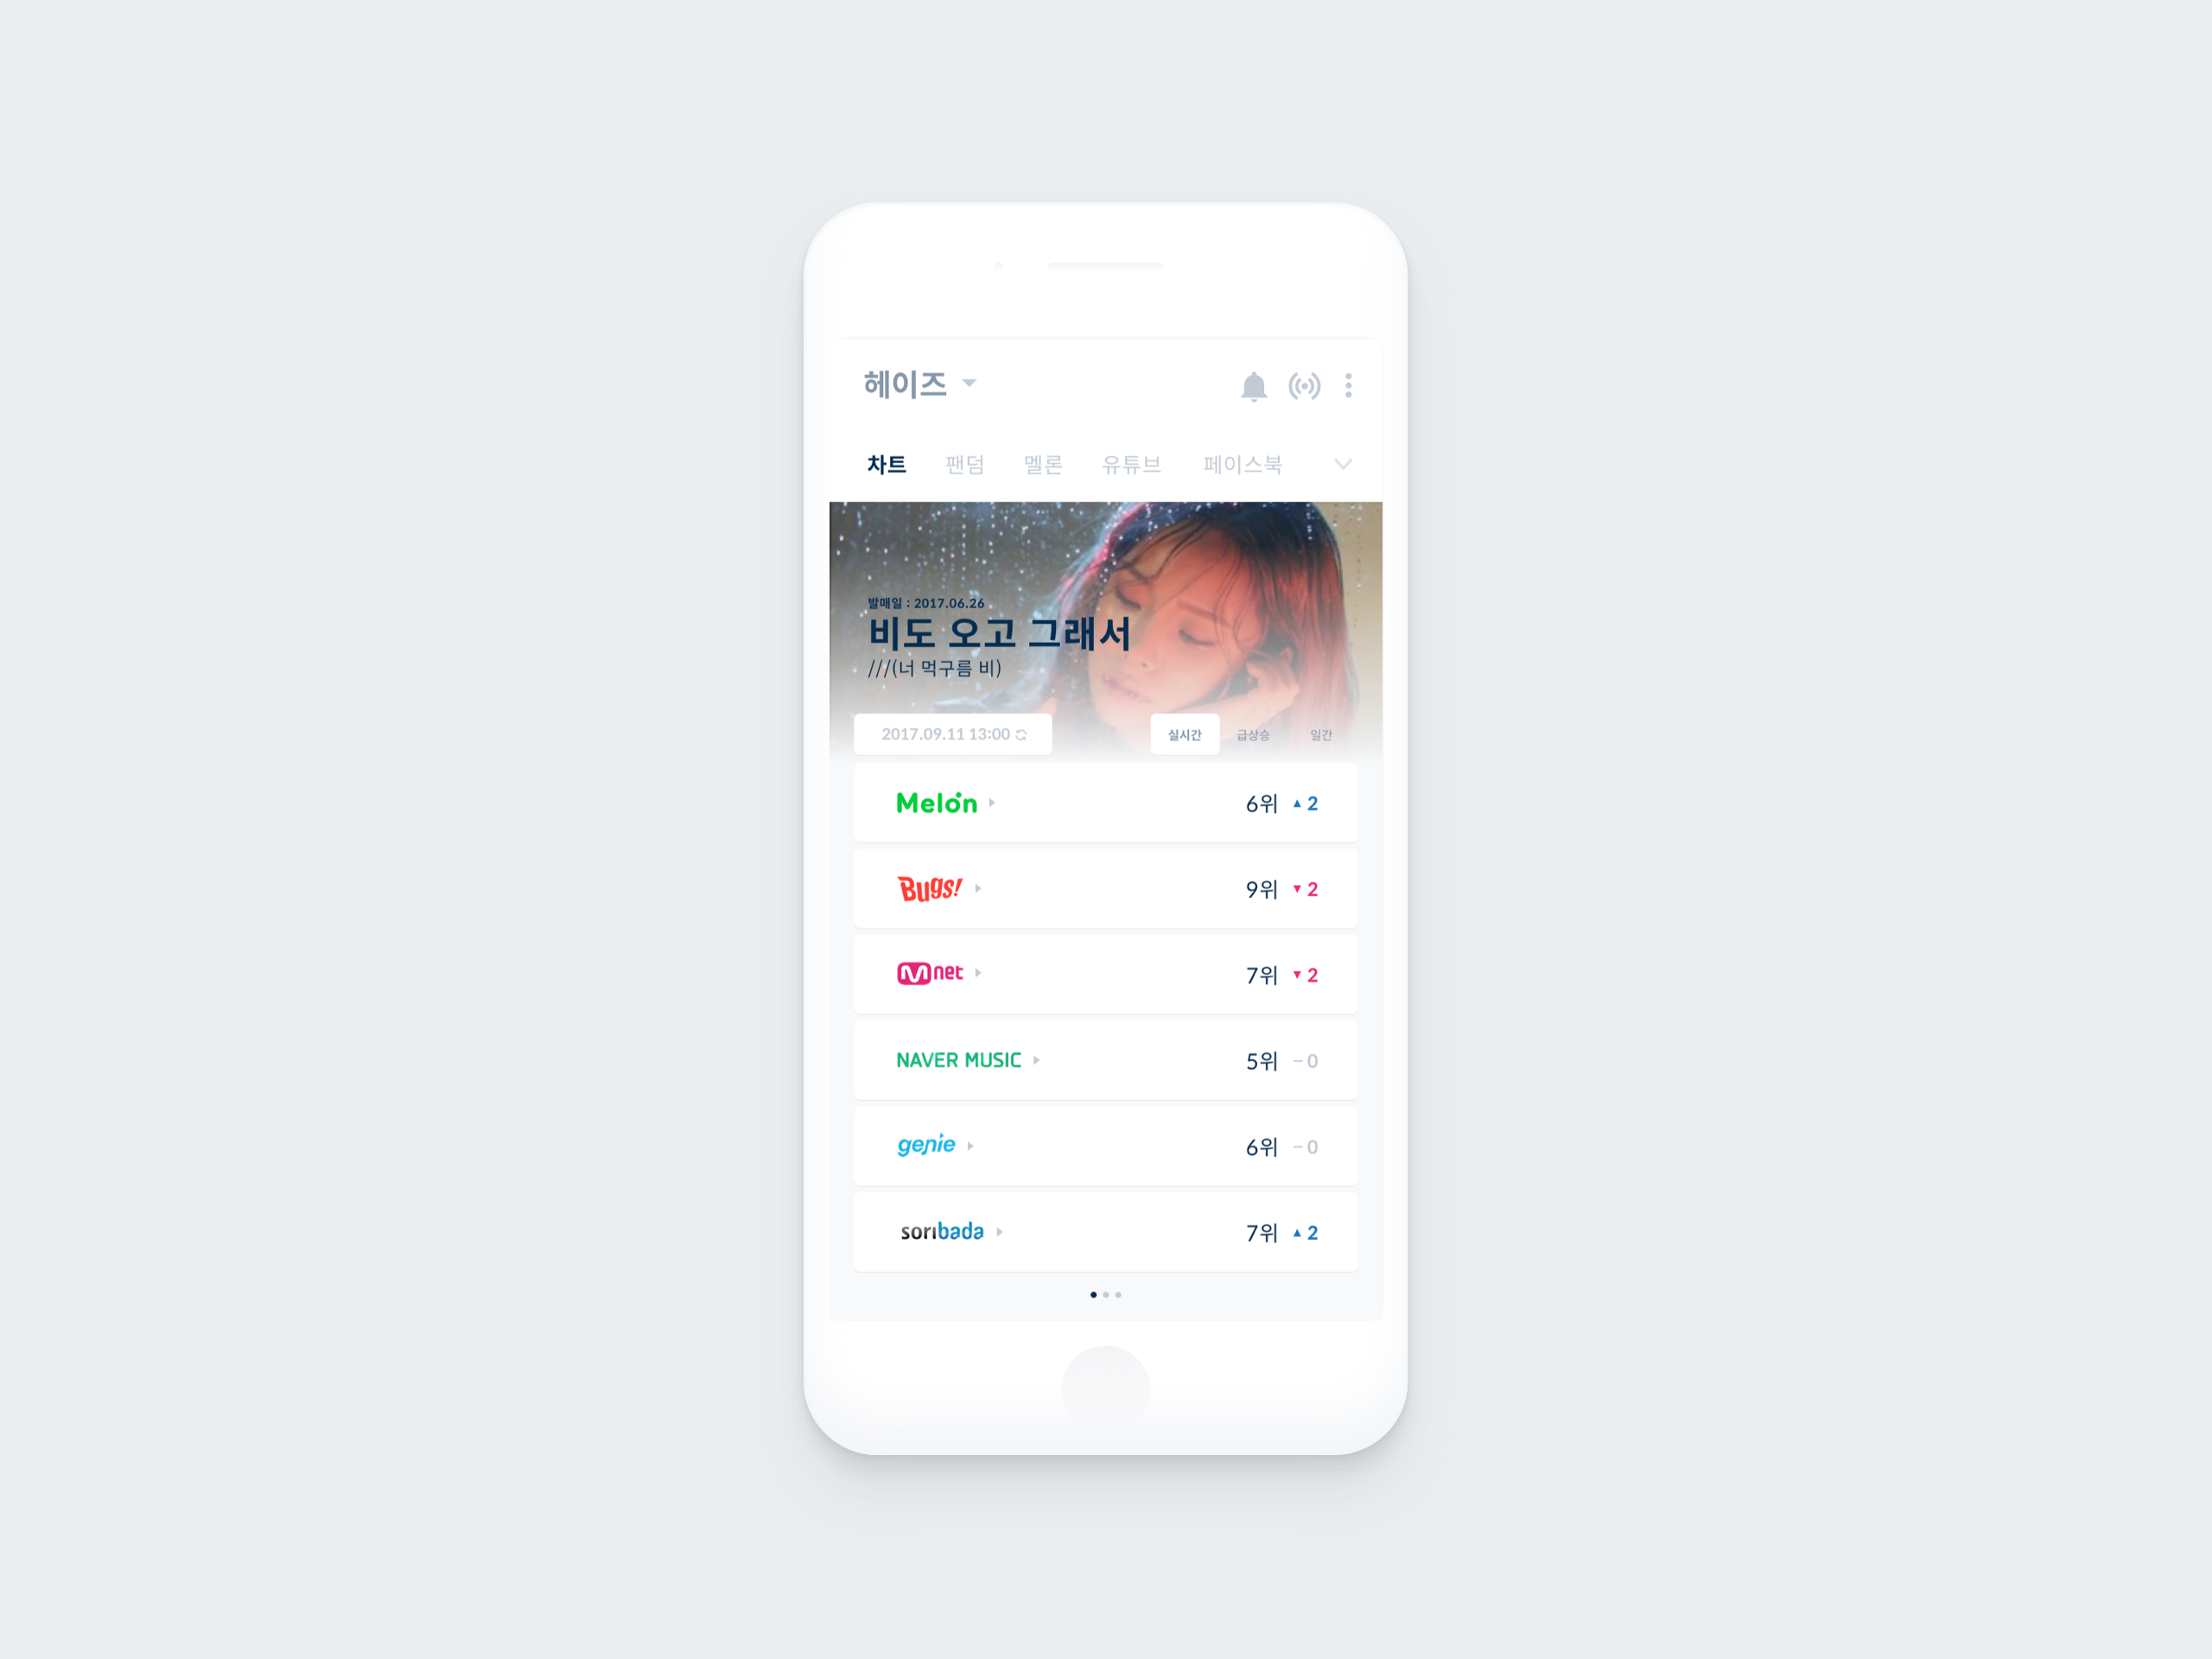 헤이즈
차트 팬덤 멜론 유튜브 페이스북
발매일 : 2017.06.26
비도 오고 그래서
///(너 먹구름 비)
2017.09.11 13:00 실시간 급상승 일간
Melon 6위 ▲ 2
Bugs! 9위 ▼ 2
Mnet 7위 ▼ 2
NAVER MUSIC 5위 – 0
genie 6위 – 0
soribada 7위 ▲ 2